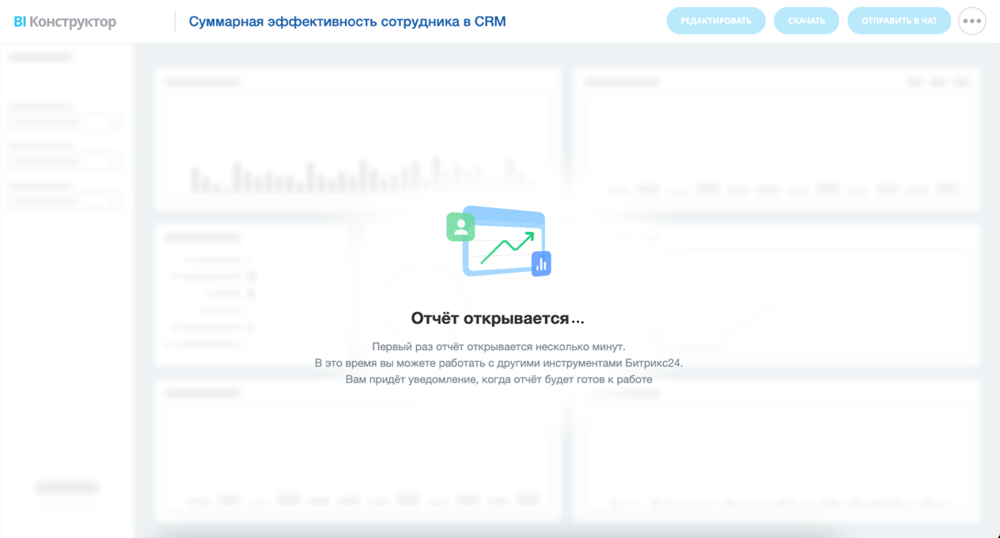 BI Конструктор
Суммарная эффективность сотрудника в CRM
РЕДАКТИРОВАТЬ
СКАЧАТЬ
ОТПРАВИТЬ В ЧАТ
Отчёт открывается...
Первый раз отчёт открывается несколько минут.
В это время вы можете работать с другими инструментами Битрикс24.
Вам придёт уведомление, когда отчёт будет готов к работе